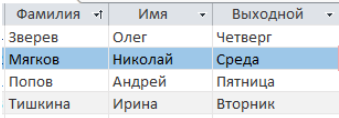 Фамилия Имя Выходной
Зверев Олег Четверг
Мягков Николай Среда
Попов Андрей Пятница
Тишкина Ирина Вторник